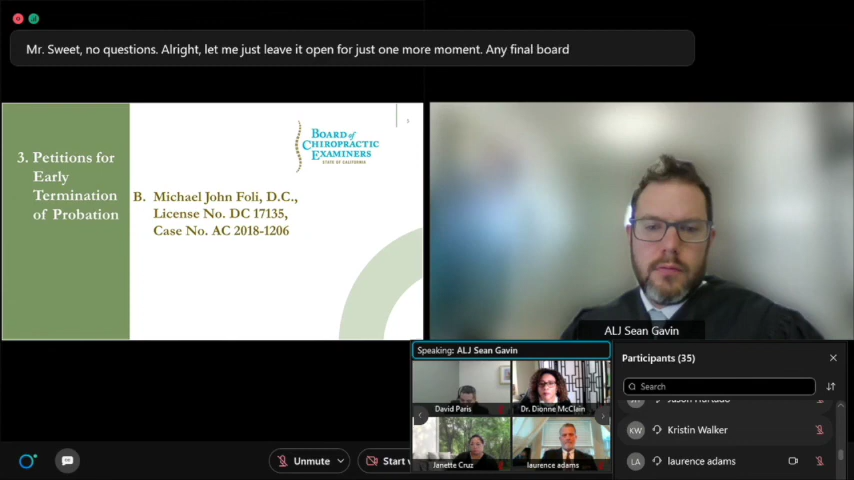 Mr. Sweet, no questions. Alright, let me just leave it open for just one more moment. Any final board
3. Petitions for
Early
Termination
of Probation
BOARD of
CHIROPRACTIC
EXAMINERS
STATE OF CALIFORNIA
B. Michael John Foli, D.C.,
License No. DC 17135,
Case No. AC 2018-1206
ALJ Sean Gavin
Speaking: ALJ Sean Gavin
David Paris
Dr. Dionne McClain
Janette Cruz
laurence adams
Participants (35)
Search
KW Kristin Walker
LA laurence adams
Unmute
Start